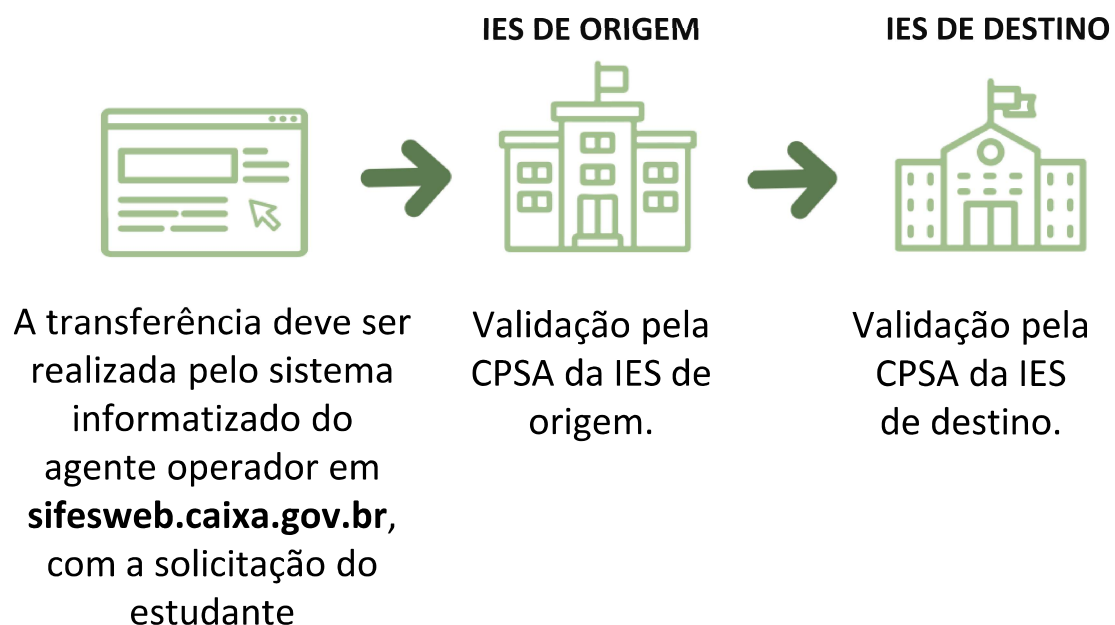 IES DE ORIGEM
IES DE DESTINO
A transferência deve ser
realizada pelo sistema
informatizado do
agente operador em
sifesweb.caixa.gov.br,
com a solicitação do
estudante
Validação pela
CPSA da IES de
origem.
Validação pela
CPSA da IES
de destino.